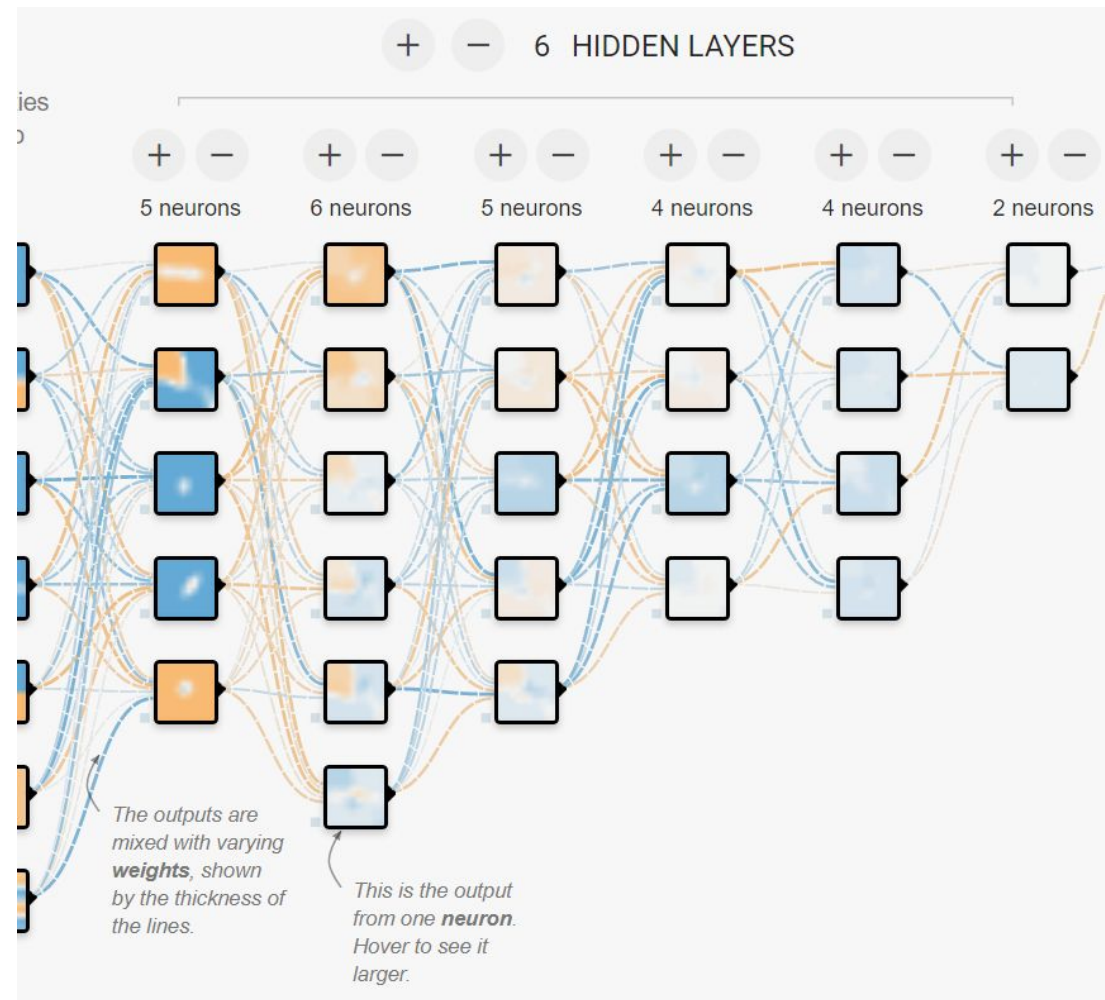 + − 6 HIDDEN LAYERS
ies
+ − + − + − + − + − + −
5 neurons 6 neurons 5 neurons 4 neurons 4 neurons 2 neurons
The outputs are
mixed with varying
weights, shown
by the thickness of
the lines.
This is the output
from one neuron.
Hover to see it
larger.